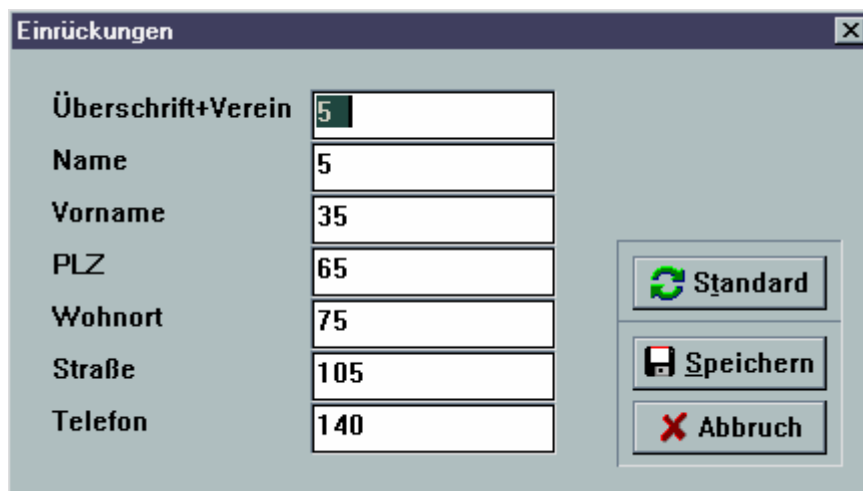 Einrückungen
Überschrift+Verein 5
Name 5
Vorname 35
PLZ 65
Wohnort 75
Straße 105
Telefon 140
Standard
Speichern
Abbruch